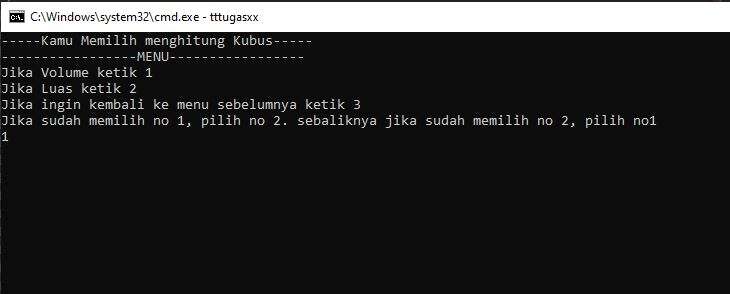 C:\Windows\system32\cmd.exe - tttugasxx
-----Kamu Memilih menghitung Kubus-----
-----------------MENU-----------------
Jika Volume ketik 1
Jika Luas ketik 2
Jika ingin kembali ke menu sebelumnya ketik 3
Jika sudah memilih no 1, pilih no 2. sebaliknya jika sudah memilih no 2, pilih no1
1